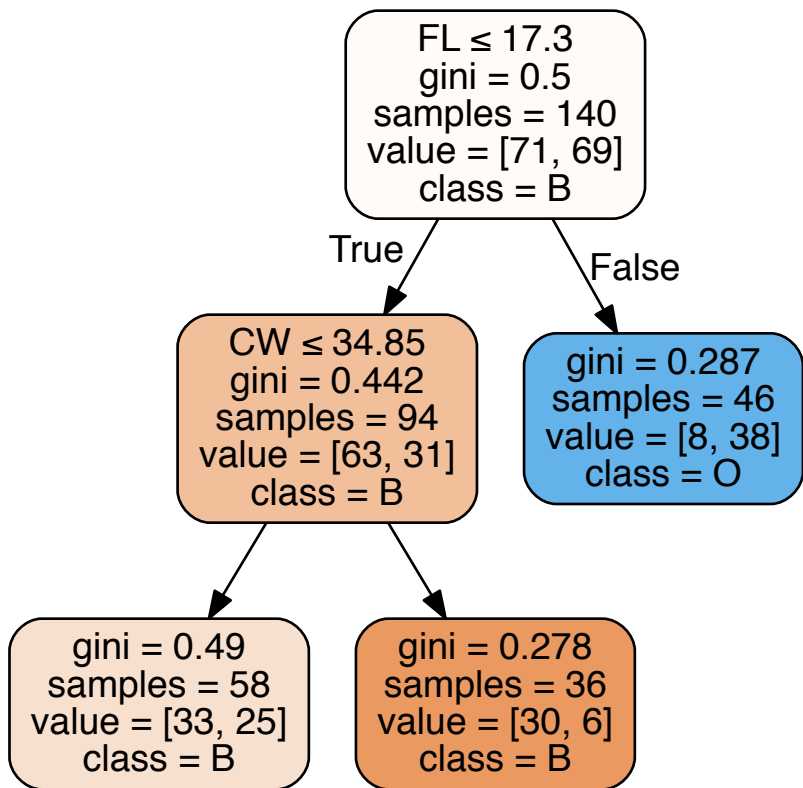 FL ≤ 17.3
gini = 0.5
samples = 140
value = [71, 69]
class = B
True
False
CW ≤ 34.85
gini = 0.442
samples = 94
value = [63, 31]
class = B
gini = 0.287
samples = 46
value = [8, 38]
class = O
gini = 0.49
samples = 58
value = [33, 25]
class = B
gini = 0.278
samples = 36
value = [30, 6]
class = B